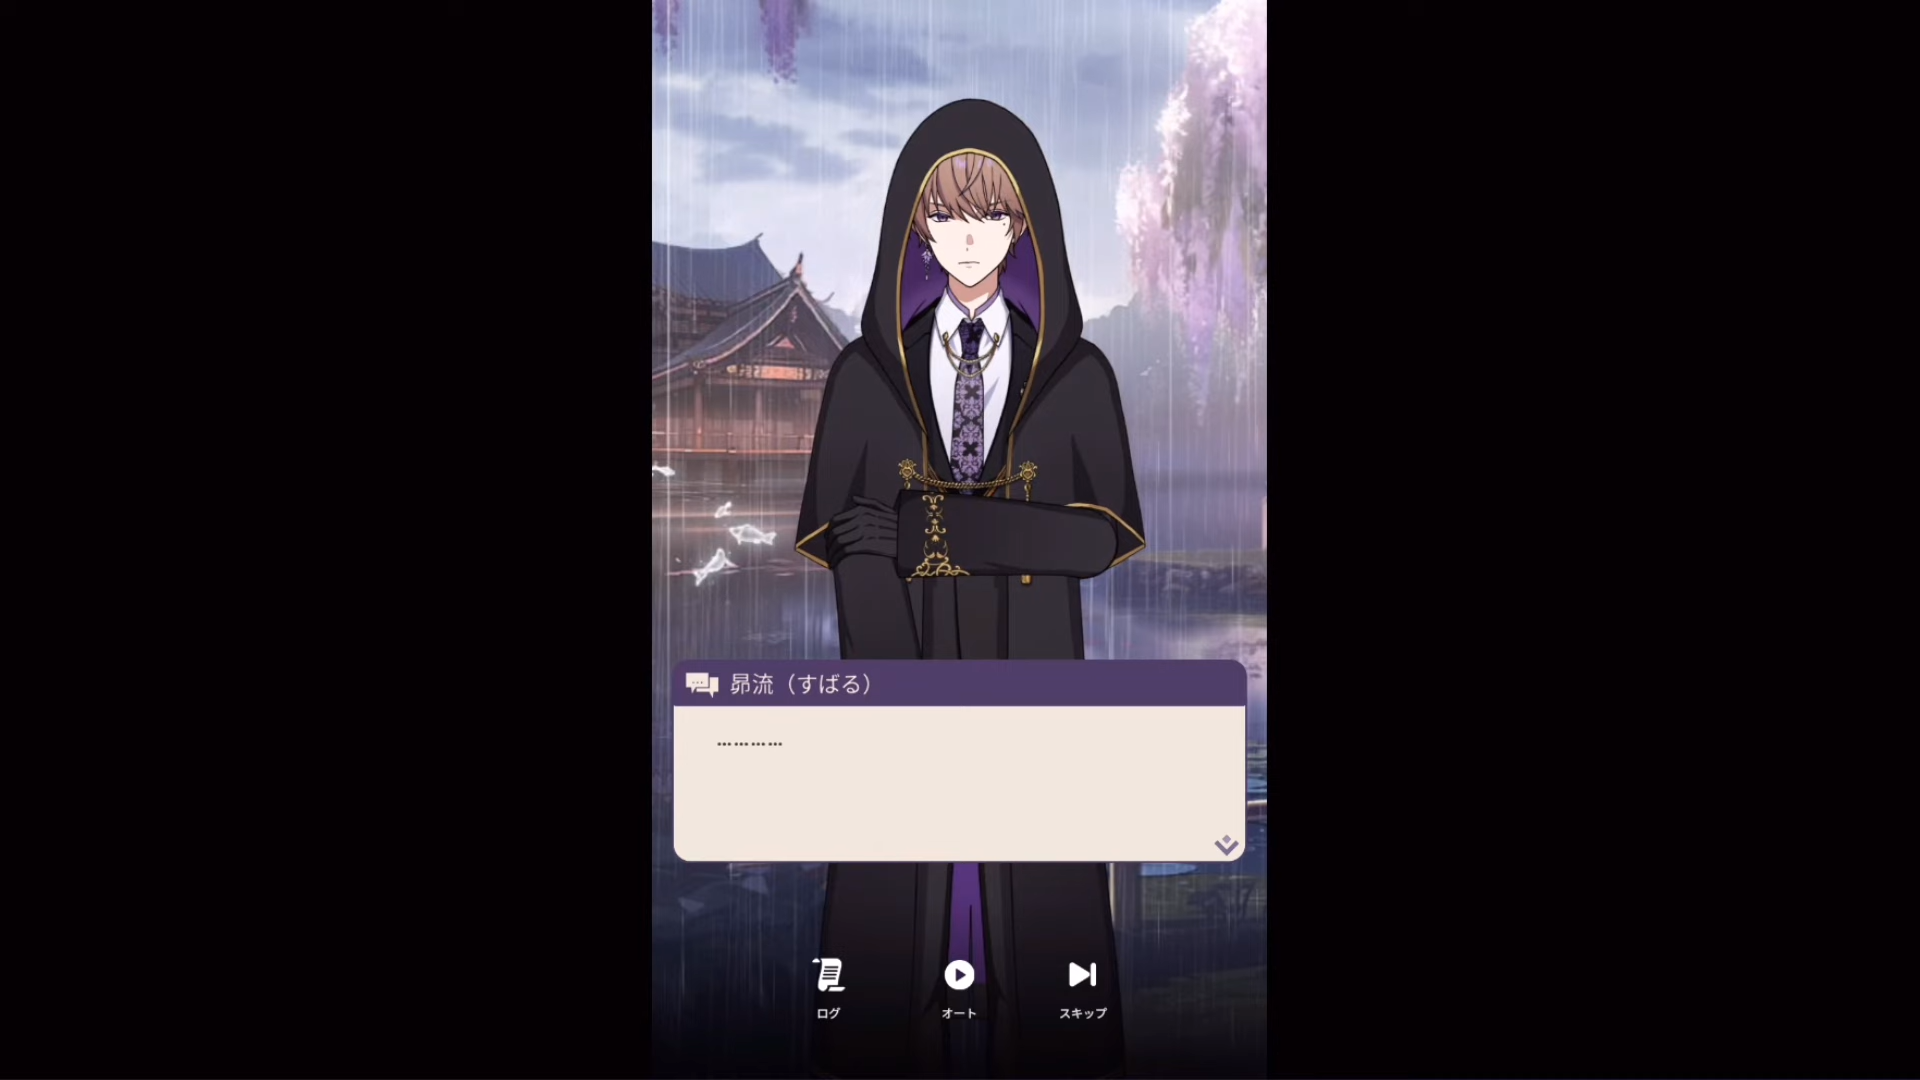 昴流（すばる）
…………
ログ
オート
スキップ